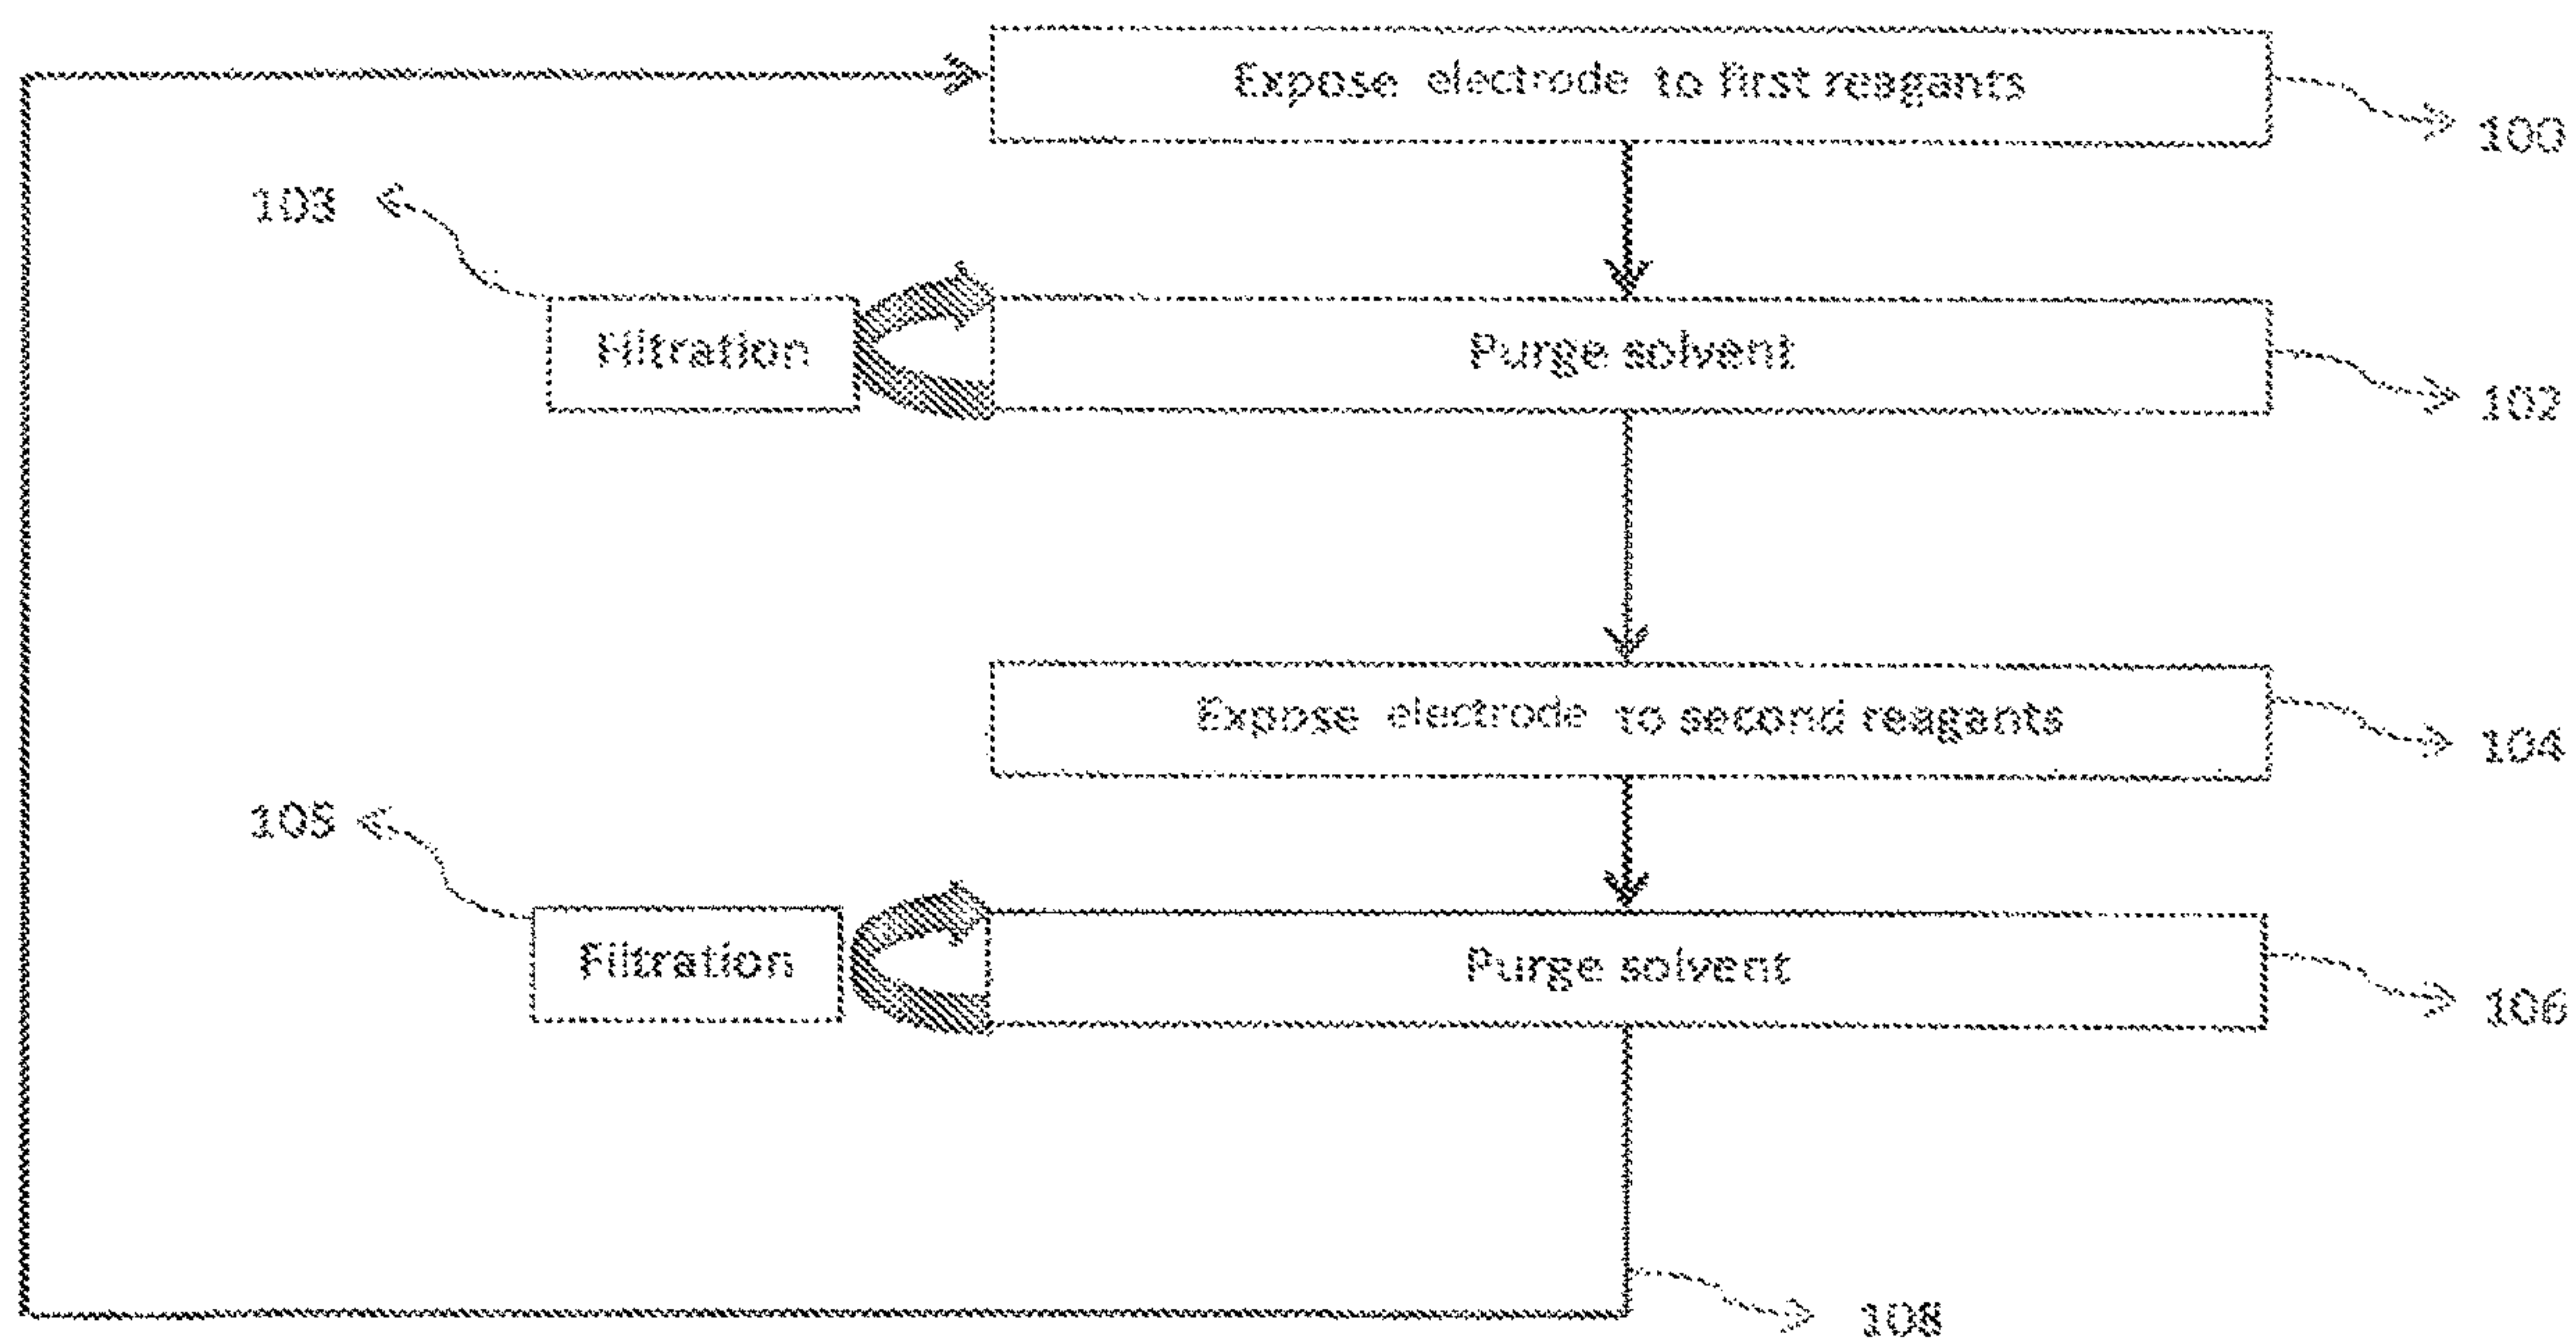 Expose electrode to first reagants
100
103
Filtration
Purge solvent
102
Expose electrode to second reagants
104
105
Filtration
Purge solvent
106
108